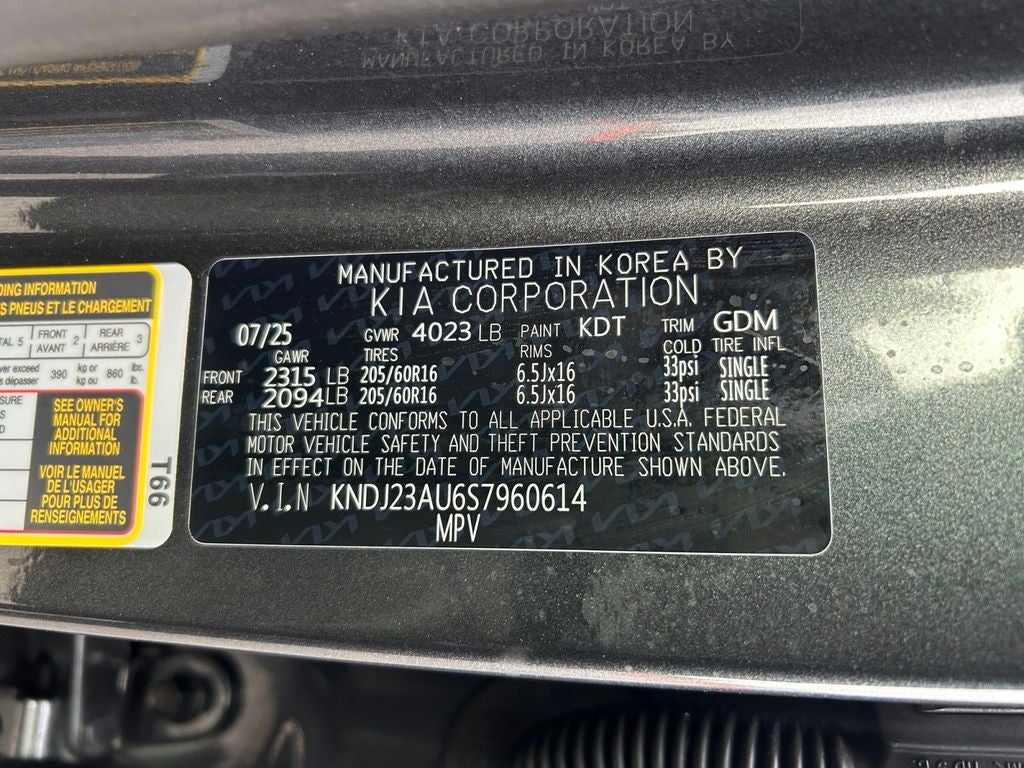 MANUFACTURED IN KOREA BY
KIA CORPORATION
07/25 GVWR 4023 LB PAINT KDT TRIM GDM
GAWR TIRES RIMS COLD TIRE INFL
FRONT 2315 LB 205/60R16 6.5Jx16 33psi SINGLE
REAR 2094 LB 205/60R16 6.5Jx16 33psi SINGLE
THIS VEHICLE CONFORMS TO ALL APPLICABLE U.S.A. FEDERAL
MOTOR VEHICLE SAFETY AND THEFT PREVENTION STANDARDS
IN EFFECT ON THE DATE OF MANUFACTURE SHOWN ABOVE.
V.I.N KNDJ23AU6S7960614
MPV
INFORMATION
PNEUS ET LE CHARGEMENT
FRONT 2 REAR 3
5 AVANT ARRIÈRE
exceed 390 kg or 860 lbs.
dépasser kg ou lb.
SEE OWNER'S
MANUAL FOR
ADDITIONAL
INFORMATION
VOIR LE MANUEL
DE L'USAGER
POUR PLUS DE
RENSEIGNEMENTS
T66
KIA CORPORATION
MANUFACTURED IN KOREA BY